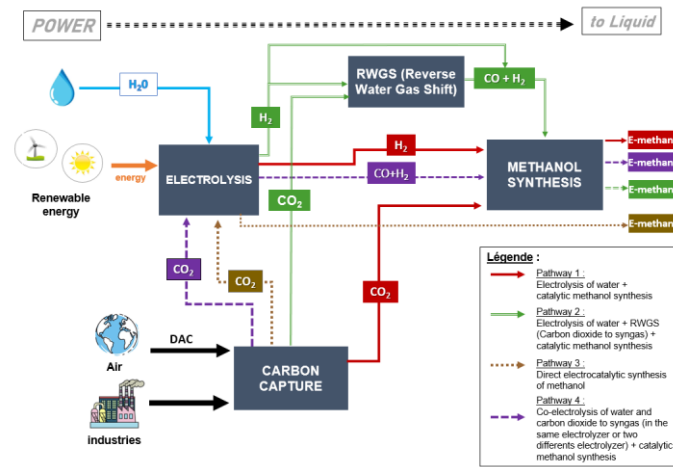 POWER
to Liquid
H₂0
RWGS (Reverse
Water Gas Shift)
CO + H₂
H₂
H₂
E-methan
energy
ELECTROLYSIS
METHANOL
SYNTHESIS
E-methan
CO+H₂
E-methan
Renewable
energy
CO₂
E-methan
CO₂
CO₂
CO₂
DAC
Air
CARBON
CAPTURE
industries
Légende :
Pathway 1 :
Electrolysis of water +
catalytic methanol synthesis
Pathway 2 :
Electrolysis of water + RWGS
(Carbon dioxide to syngas) +
catalytic methanol synthesis
Pathway 3 :
Direct electrocatalytic synthesis
of methanol
Pathway 4 :
Co-electrolysis of water and
carbon dioxide to syngas (in the
same electrolyzer or two
differents electrolyzer) + catalytic
methanol synthesis